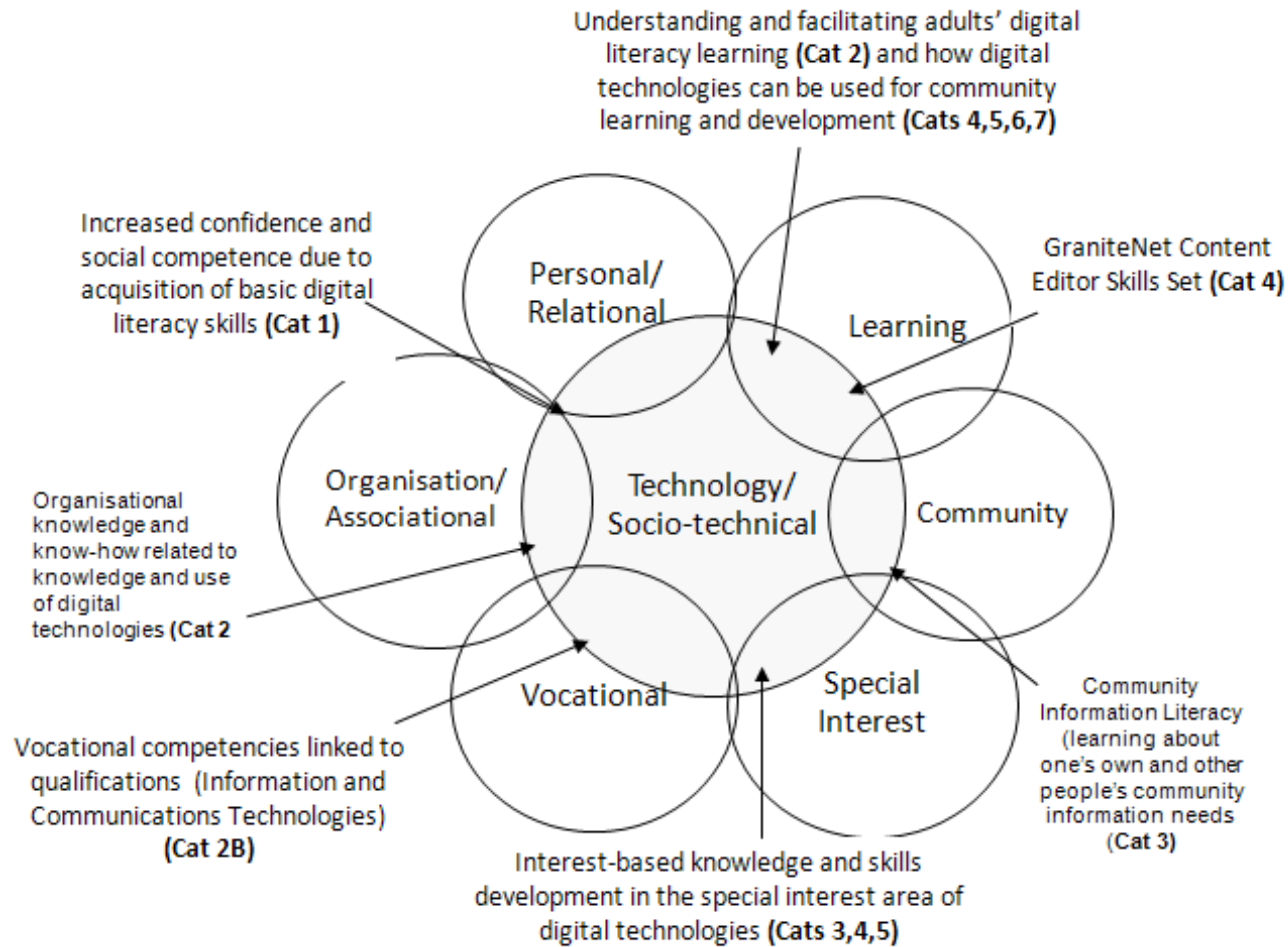 Understanding and facilitating adults' digital
literacy learning (Cat 2) and how digital
technologies can be used for community
learning and development (Cats 4,5,6,7)
Increased confidence and
social competence due to
acquisition of basic digital
literacy skills (Cat 1)
Personal/
Relational
Learning
GraniteNet Content
Editor Skills Set (Cat 4)
Organisational
knowledge and
know-how related to
knowledge and use
of digital
technologies (Cat 2
Organisation/
Associational
Technology/
Socio-technical
Community
Vocational
Special
Interest
Community
Information Literacy
(learning about
one's own and other
people's community
information needs
(Cat 3)
Vocational competencies linked to
qualifications (Information and
Communications Technologies)
(Cat 2B)
Interest-based knowledge and skills
development in the special interest area of
digital technologies (Cats 3,4,5)